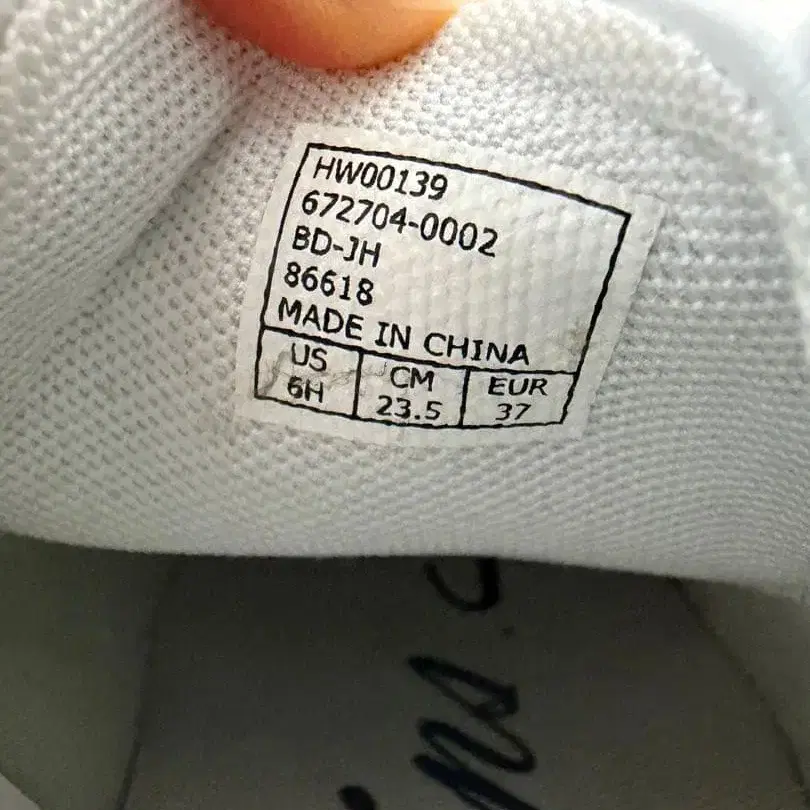 HW00139
672704-0002
BD-JH
86618
MADE IN CHINA
US CM EUR
6H 23.5 37